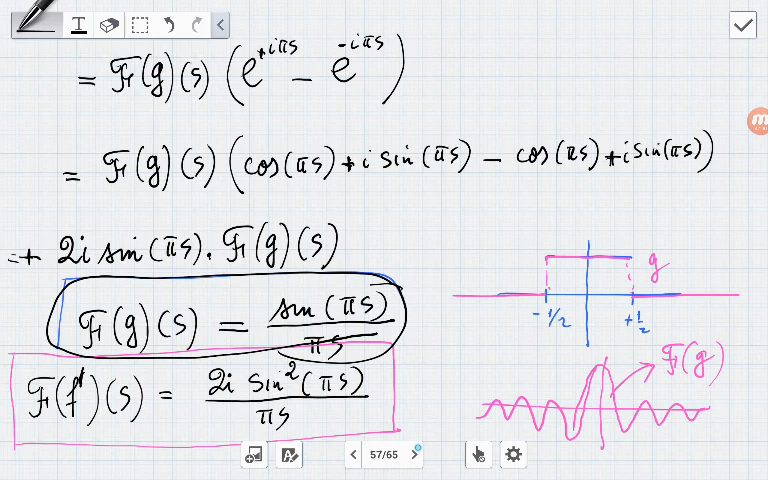 = F(g)(s) (e^{+iπs} − e^{-iπs})
= F(g)(s) (cos(πs) + i sin(πs) − cos(πs) + i sin(πs))
=+ 2i sin(πs). F(g)(s)
F(g)(s) = sin(πs) / πs
F(f')(s) = 2i sin²(πs) / πs
g
-1/2 +1/2
F(g)
57/65